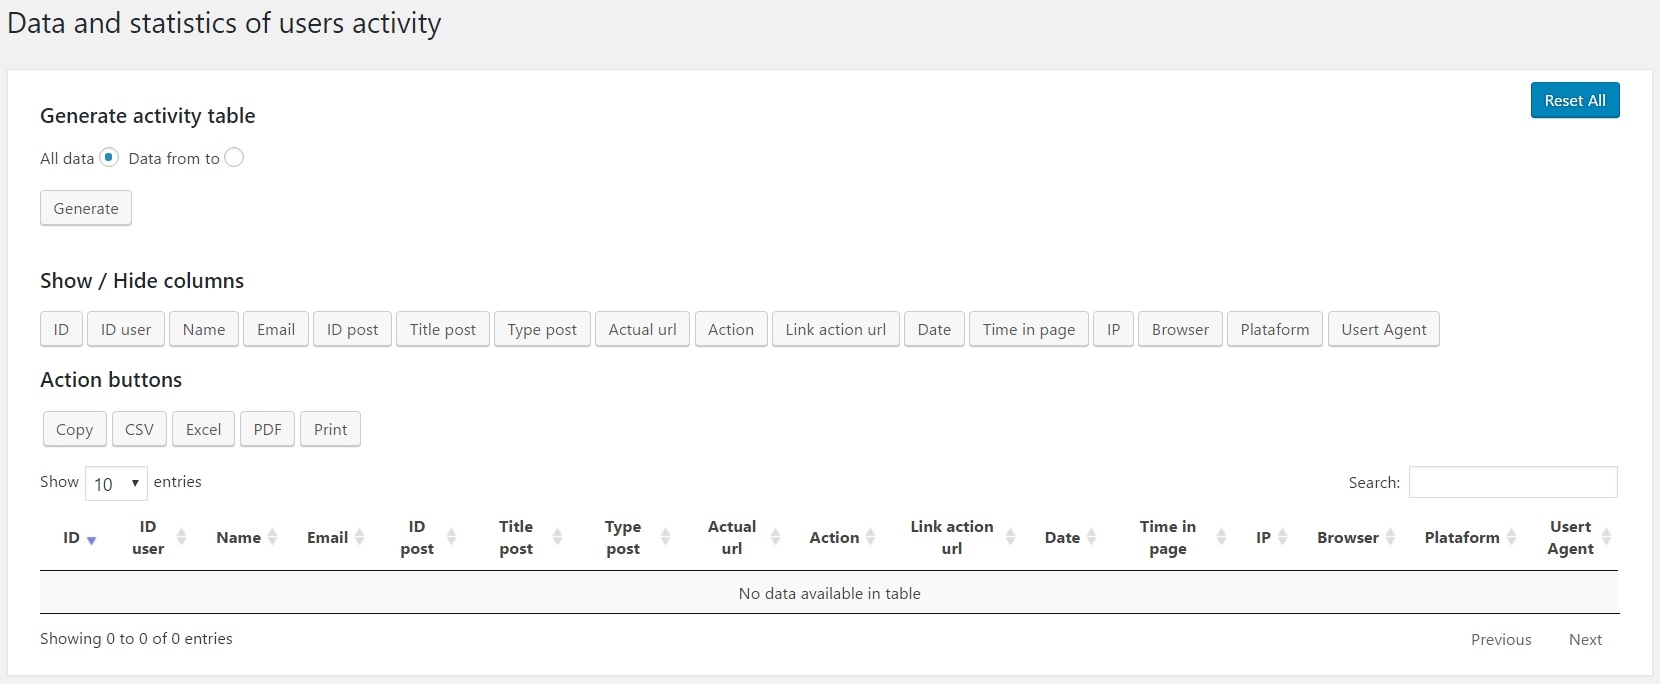 Data and statistics of users activity
Reset All
Generate activity table
All data Data from to
Generate
Show / Hide columns
ID ID user Name Email ID post Title post Type post Actual url Action Link action url Date Time in page IP Browser Plataform Usert Agent
Action buttons
Copy CSV Excel PDF Print
Show 10 entries Search:
ID ID user Name Email ID post Title post Type post Actual url Action Link action url Date Time in page IP Browser Plataform Usert Agent
No data available in table
Showing 0 to 0 of 0 entries Previous Next